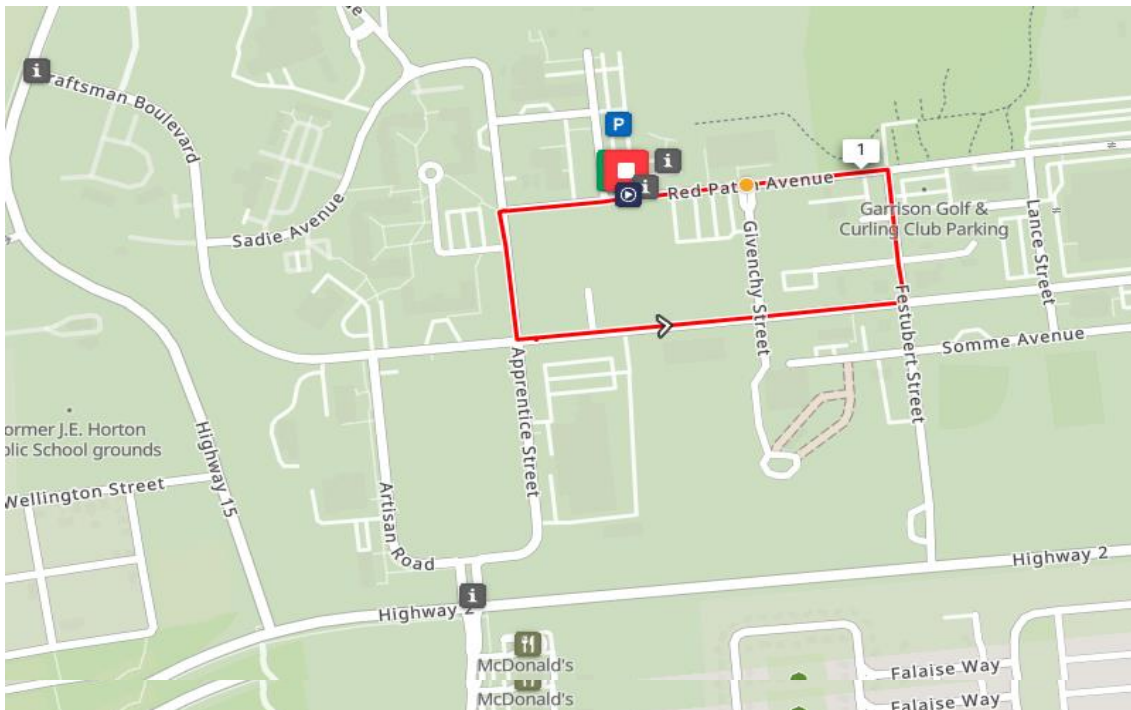 raftsman Boulevard
Sadie Avenue
P
1
Red Patch Avenue
Garrison Golf &
Curling Club Parking
Givenchy Street
Lance Street
Festubert Street
Somme Avenue
Apprentice Street
ormer J.E. Horton
blic School grounds
Highway 15
Wellington Street
Artisan Road
Highway 2
Highway 2
McDonald's
McDonald's
Falaise Way
Falaise Way